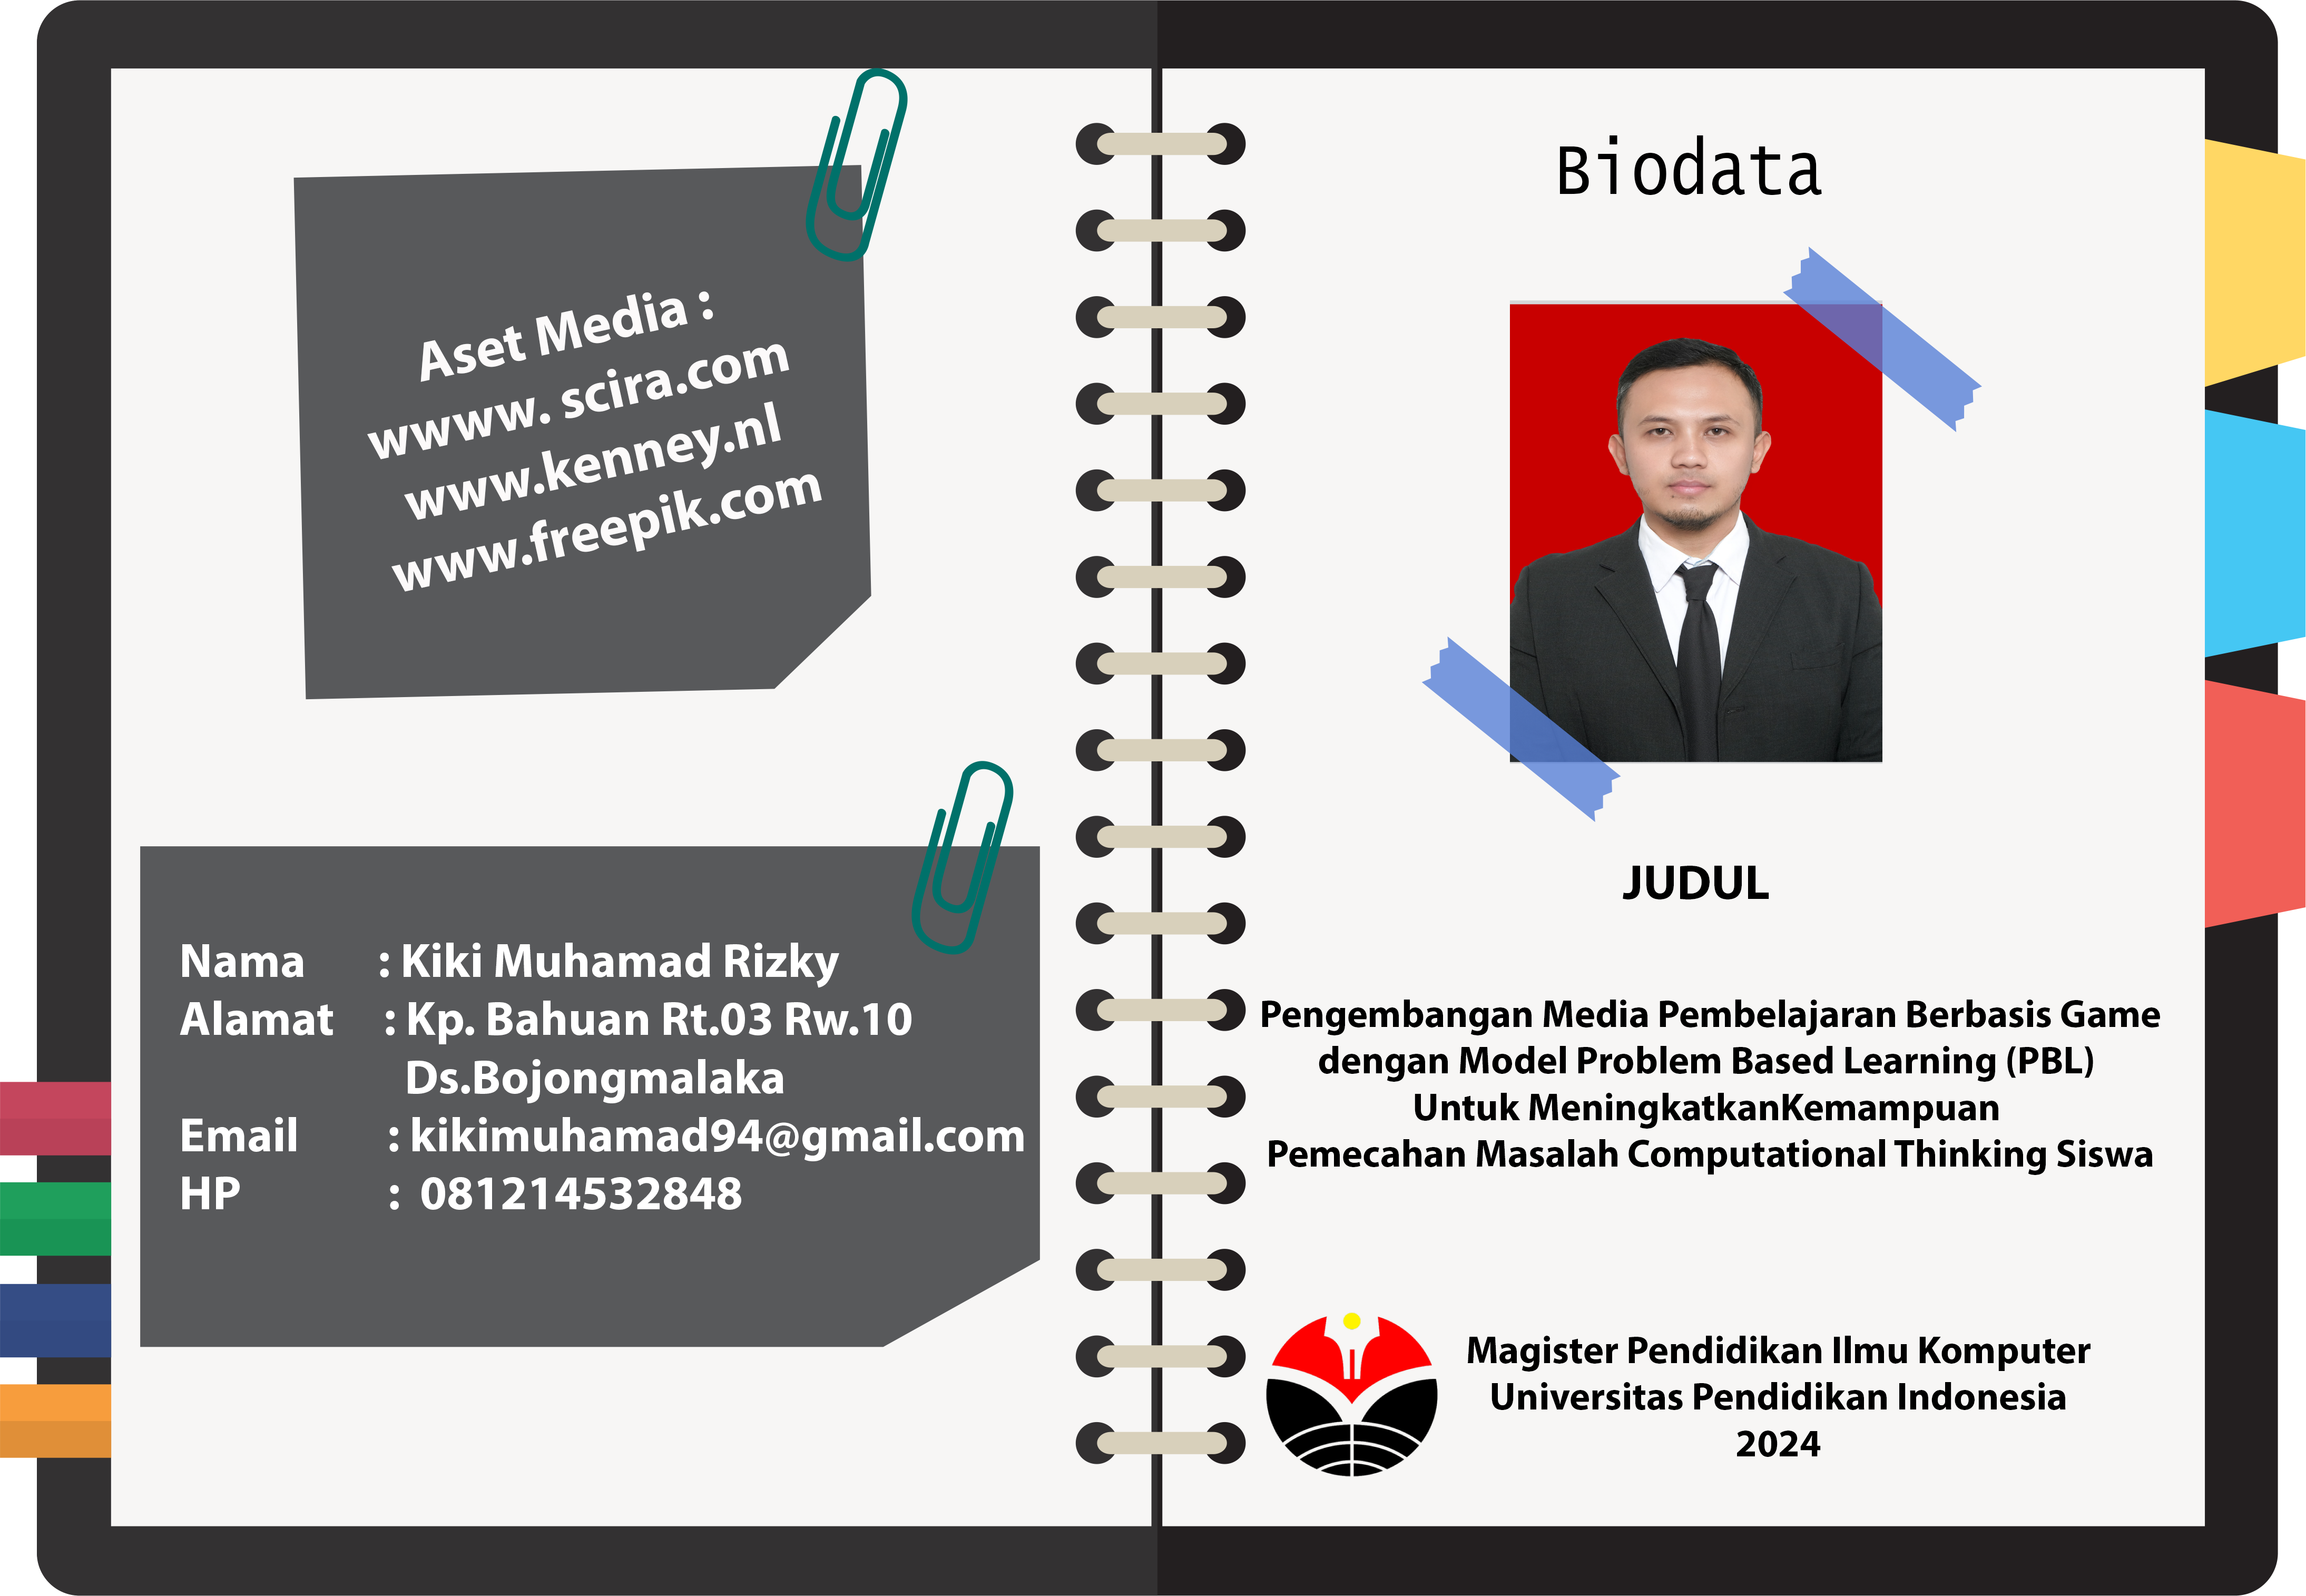 Aset Media :
wwww. scira.com
www.kenney.nl
www.freepik.com
Nama : Kiki Muhamad Rizky
Alamat : Kp. Bahuan Rt.03 Rw.10
Ds.Bojongmalaka
Email : kikimuhamad94@gmail.com
HP : 081214532848
Biodata
JUDUL
Pengembangan Media Pembelajaran Berbasis Game
dengan Model Problem Based Learning (PBL)
Untuk MeningkatkanKemampuan
Pemecahan Masalah Computational Thinking Siswa
Magister Pendidikan Ilmu Komputer
Universitas Pendidikan Indonesia
2024